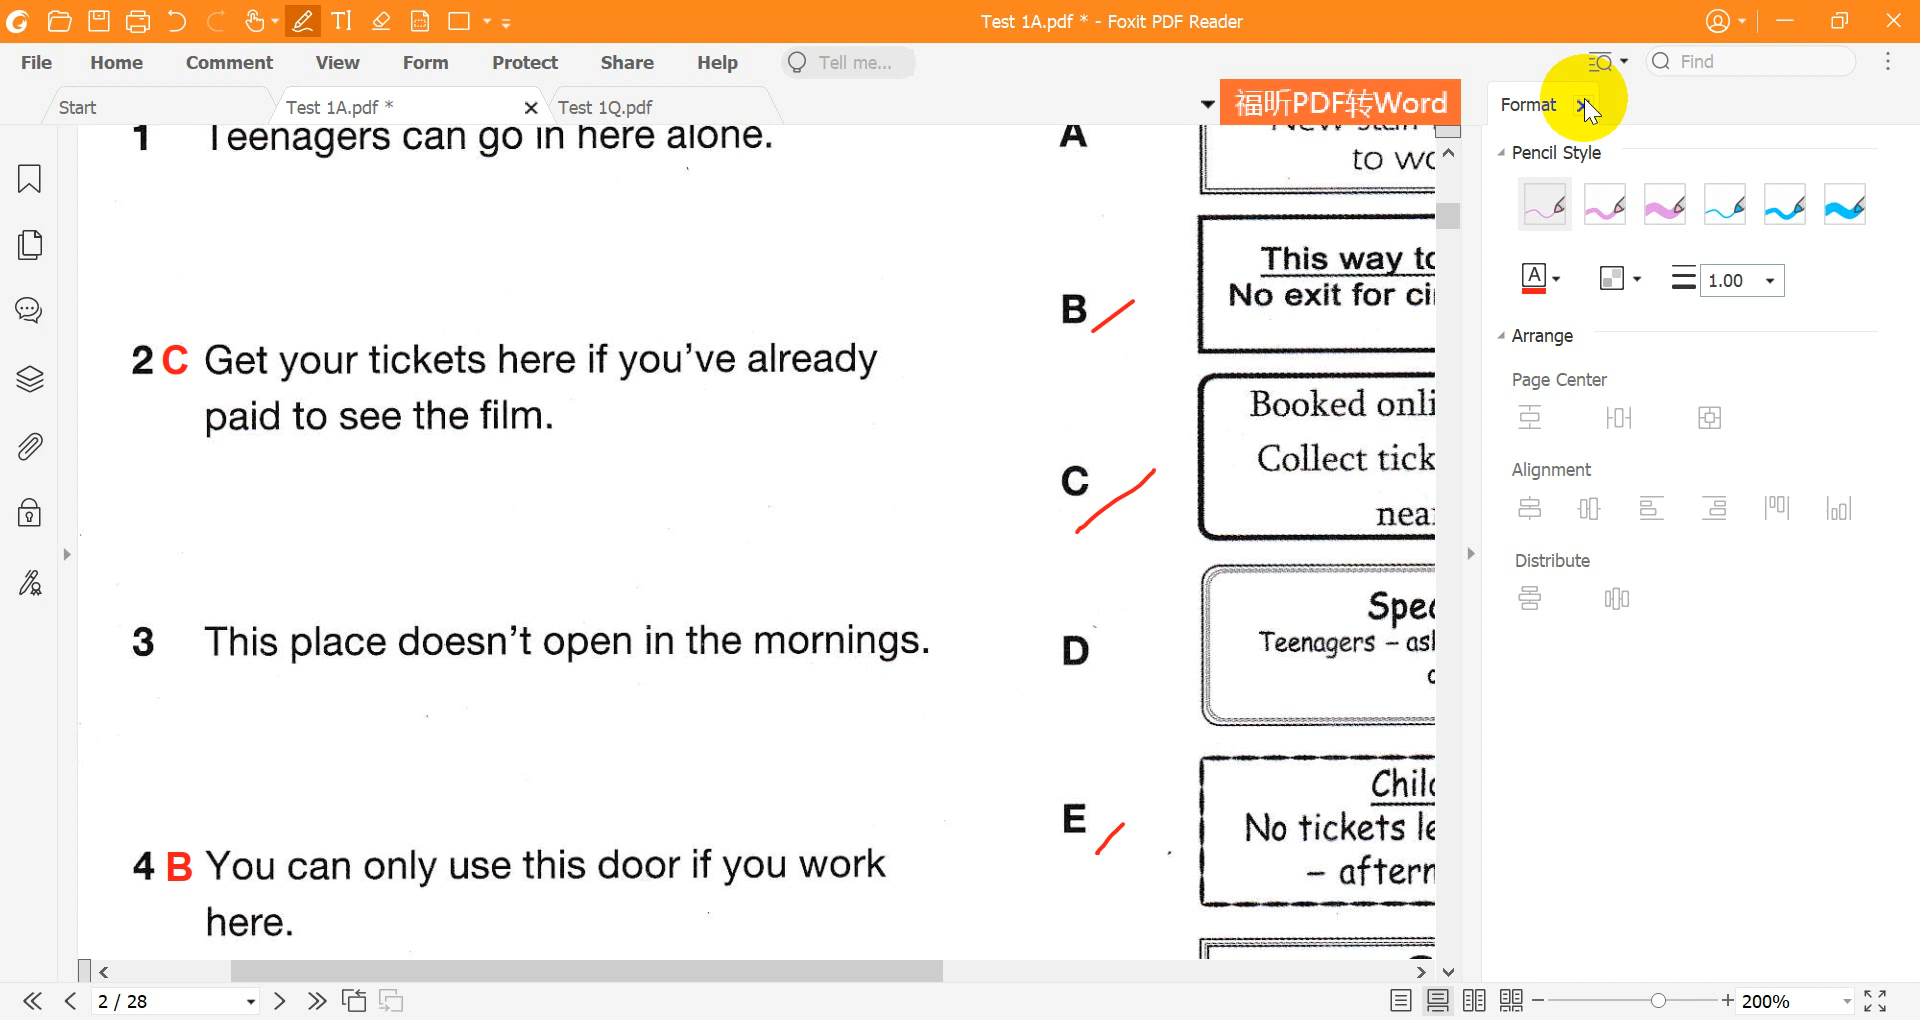 Test 1A.pdf * - Foxit PDF Reader
File Home Comment View Form Protect Share Help Tell me... Find
Start Test 1A.pdf * Test 1Q.pdf 福昕PDF转Word Format
Pencil Style
1.00
Arrange
Page Center
Alignment
Distribute
1 Teenagers can go in here alone.
2 C Get your tickets here if you've already
paid to see the film.
3 This place doesn't open in the mornings.
4 B You can only use this door if you work
here.
A
to wo
B
This way to
No exit for ci
C
Booked onli
Collect tick
near
D
Spec
Teenagers – ask
E
Child
No tickets le
– aftern
2 / 28
200%